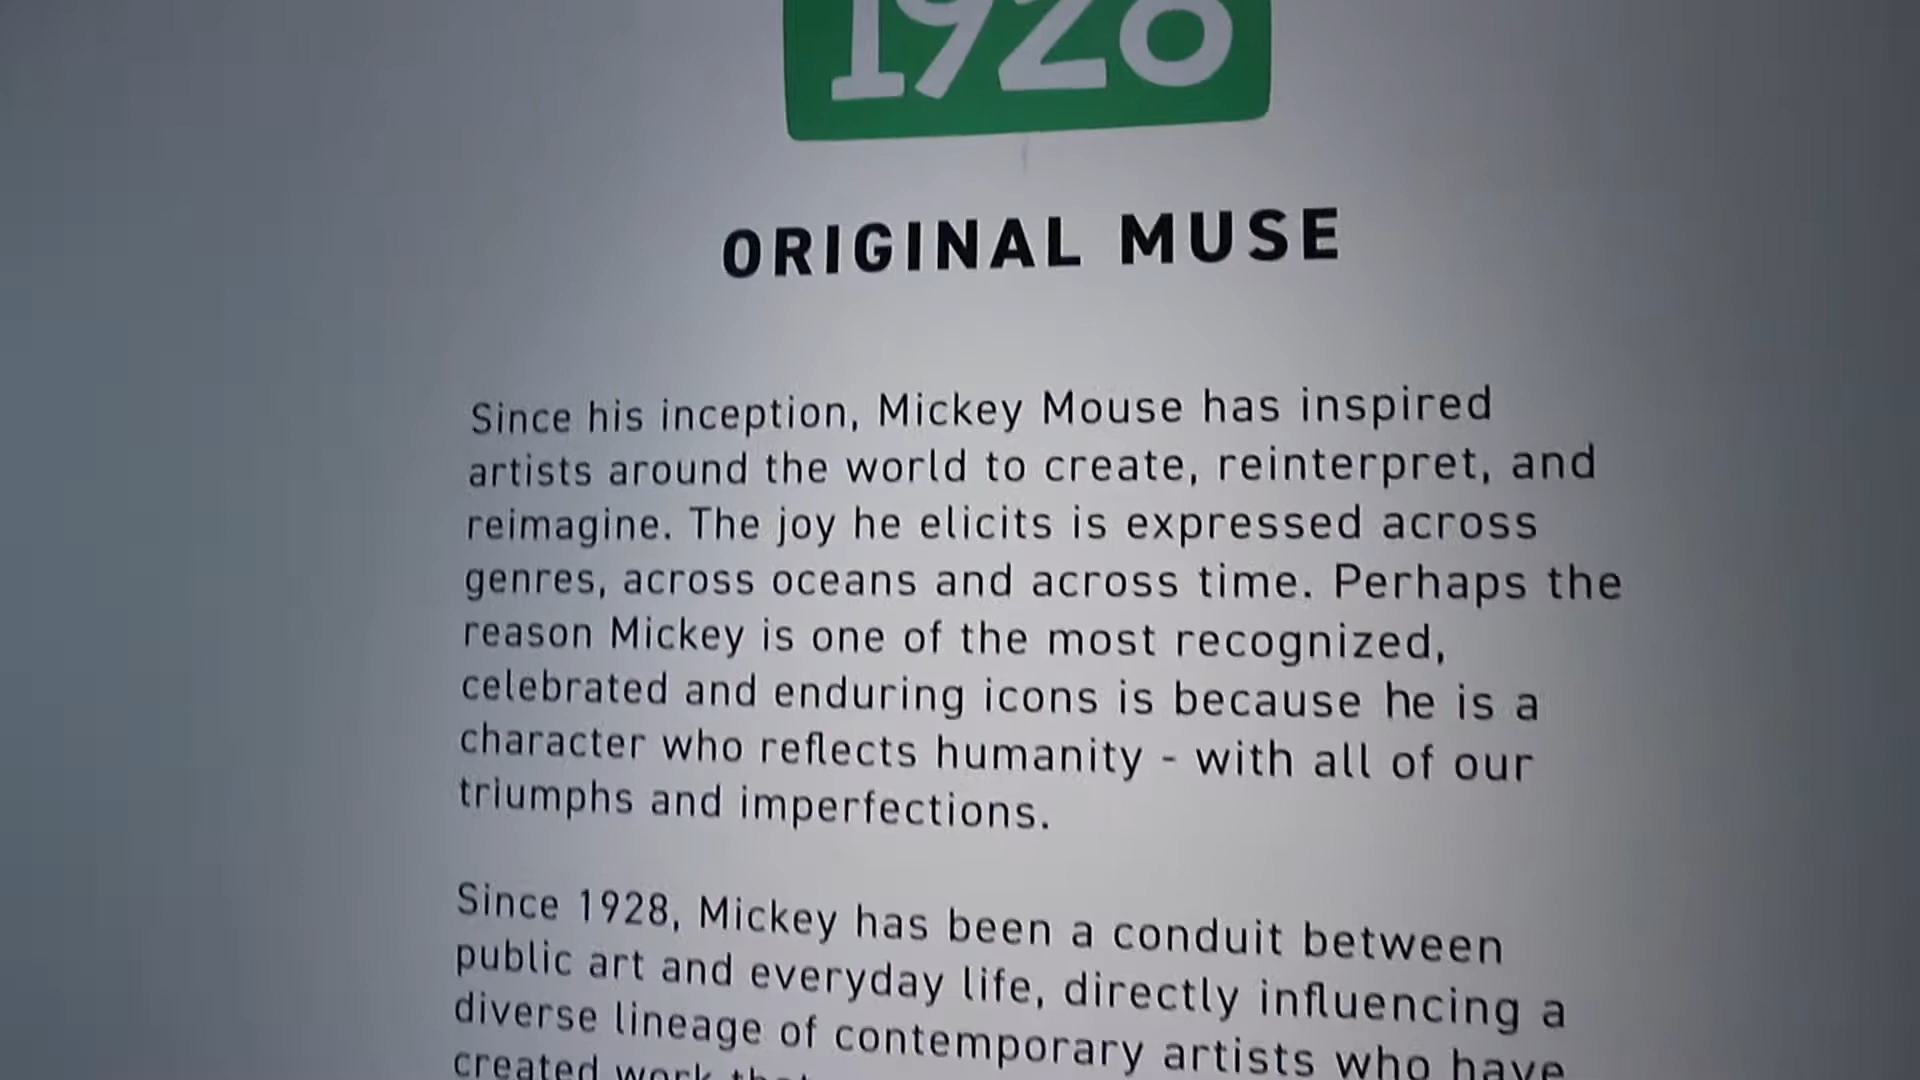 1928
ORIGINAL MUSE
Since his inception, Mickey Mouse has inspired
artists around the world to create, reinterpret, and
reimagine. The joy he elicits is expressed across
genres, across oceans and across time. Perhaps the
reason Mickey is one of the most recognized,
celebrated and enduring icons is because he is a
character who reflects humanity - with all of our
triumphs and imperfections.
Since 1928, Mickey has been a conduit between
public art and everyday life, directly influencing a
diverse lineage of contemporary artists who have
created work